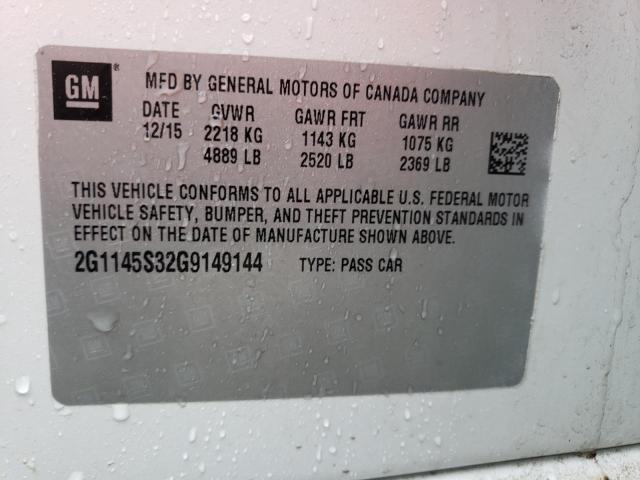 GM ® MFD BY GENERAL MOTORS OF CANADA COMPANY
DATE GVWR GAWR FRT GAWR RR
12/15 2218 KG 1143 KG 1075 KG
4889 LB 2520 LB 2369 LB
THIS VEHICLE CONFORMS TO ALL APPLICABLE U.S. FEDERAL MOTOR
VEHICLE SAFETY, BUMPER, AND THEFT PREVENTION STANDARDS IN
EFFECT ON THE DATE OF MANUFACTURE SHOWN ABOVE.
2G1145S32G9149144 TYPE: PASS CAR